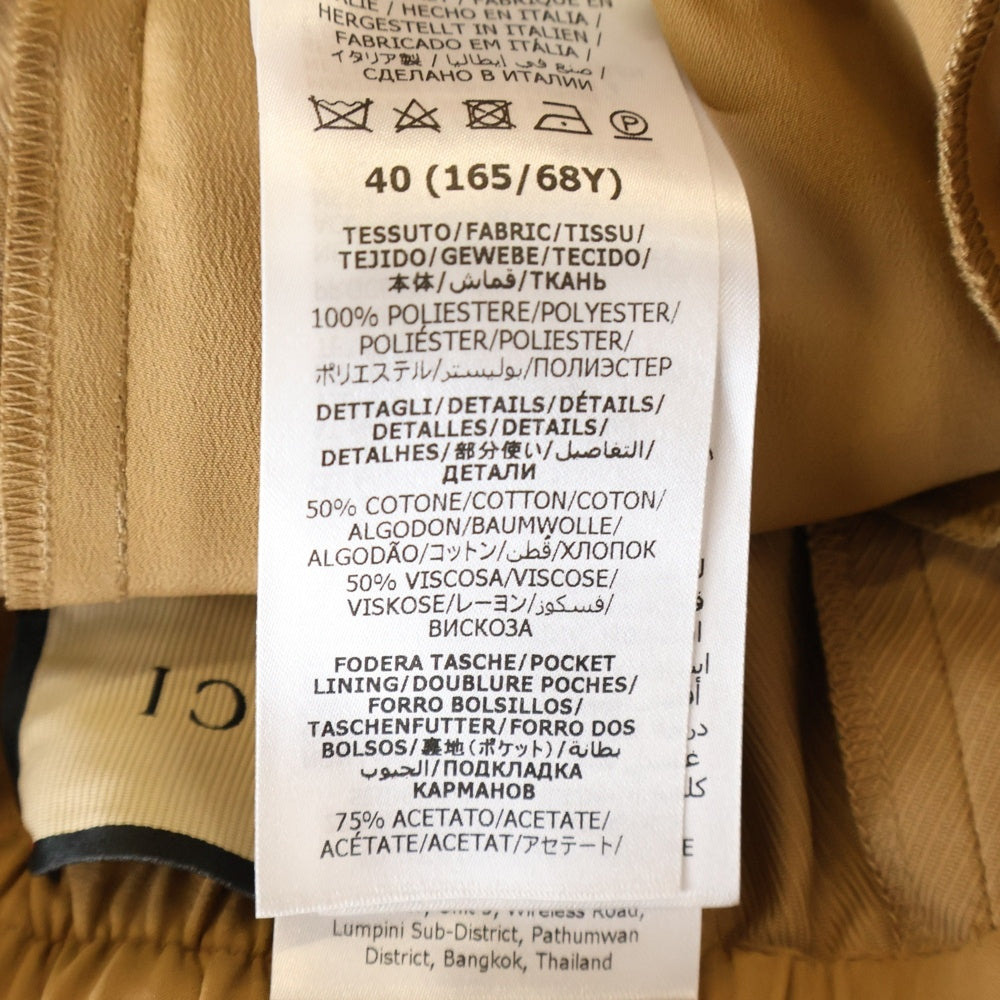 HECHO EN ITALIA /
HERGESTELLT IN ITALIEN /
FABRICADO EM ITÁLIA /
イタリア製 / صنع في إيطاليا /
СДЕЛАНО В ИТАЛИИ
P
40 (165/68Y)
TESSUTO/FABRIC/TISSU/
TEJIDO/GEWEBE/TECIDO/
本体/قماش/ТКАНЬ
100% POLIESTERE/POLYESTER/
POLIÉSTER/POLIESTER/
ポリエステル/بوليستر/ПОЛИЭСТЕР
DETTAGLI/DETAILS/DÉTAILS/
DETALLES/DETAILS/
DETALHES/部分使い/التفاصيل/
ДЕТАЛИ
50% COTONE/COTTON/COTON/
ALGODON/BAUMWOLLE/
ALGODÃO/コットン/قطن/ХЛОПОК
50% VISCOSA/VISCOSE/
VISKOSE/レーヨン/فسكوز/
ВИСКОЗА
FODERA TASCHE/POCKET
LINING/DOUBLURE POCHES/
FORRO BOLSILLOS/
TASCHENFUTTER/FORRO DOS
BOLSOS/裏地(ポケット)/بطانة
الجيوب/ПОДКЛАДКА
КАРМАНОВ
75% ACETATO/ACETATE/
ACÉTATE/ACETAT/アセテート/
Wireless Road,
Lumpini Sub-District, Pathumwan
District, Bangkok, Thailand
CI